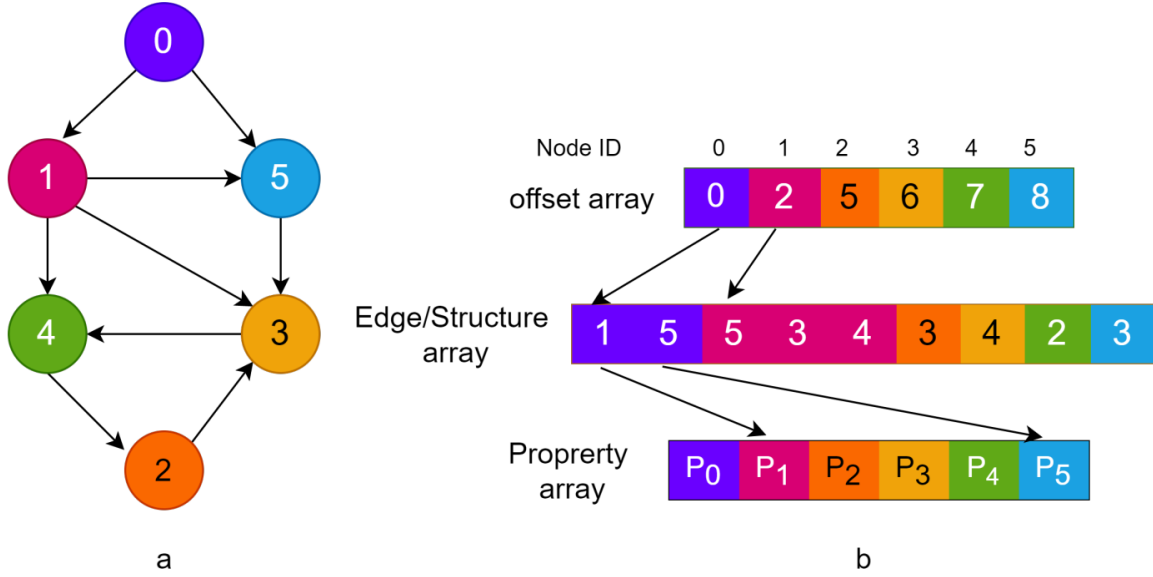 0
1
5
4
3
2
a
Node ID 0 1 2 3 4 5
offset array 0 2 5 6 7 8
Edge/Structure
array
1 5 5 3 4 3 4 2 3
Proprerty
array
P0 P1 P2 P3 P4 P5
b